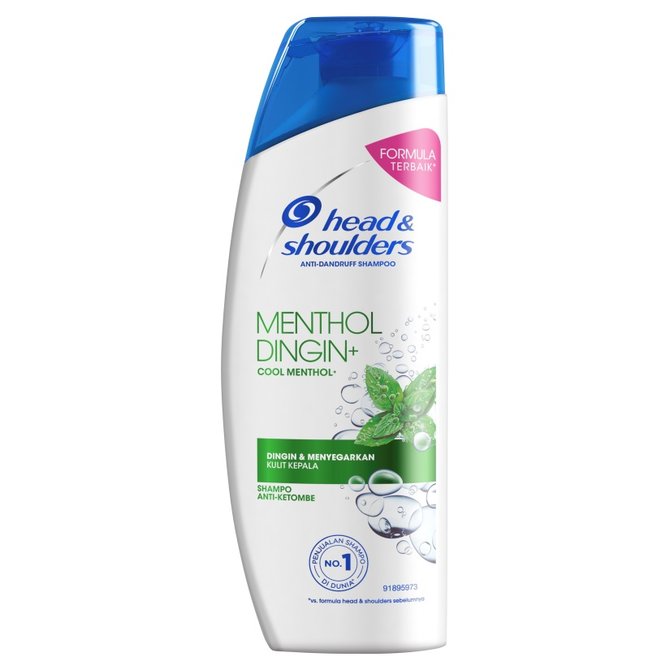 FORMULA
TERBAIK*
head &
shoulders
ANTI-DANDRUFF SHAMPOO
MENTHOL
DINGIN+
COOL MENTHOL*
DINGIN & MENYEGARKAN
KULIT KEPALA
SHAMPO
ANTI-KETOMBE
PENJUALAN SHAMPO
NO.1
DI DUNIA*
91895973
*vs. formula head & shoulders sebelumnya